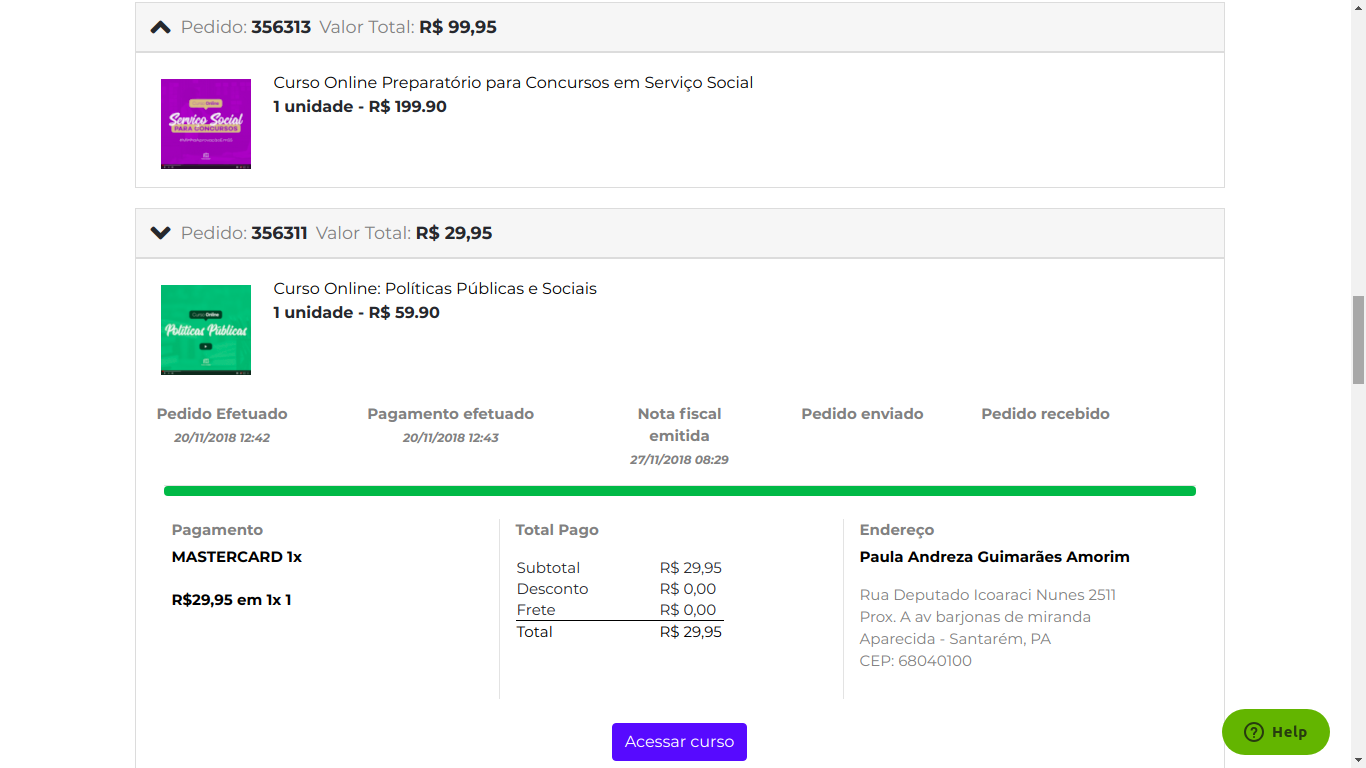 Pedido: 356313 Valor Total: R$ 99,95
Curso Online Preparatório para Concursos em Serviço Social
1 unidade - R$ 199.90
Curso Online
Serviço Social
PARA CONCURSOS
Pedido: 356311 Valor Total: R$ 29,95
Curso Online: Políticas Públicas e Sociais
1 unidade - R$ 59.90
Curso Online
Políticas Públicas
Pedido Efetuado
20/11/2018 12:42
Pagamento efetuado
20/11/2018 12:43
Nota fiscal
emitida
27/11/2018 08:29
Pedido enviado
Pedido recebido
Pagamento
MASTERCARD 1x
R$29,95 em 1x 1
Total Pago
Subtotal R$ 29,95
Desconto R$ 0,00
Frete R$ 0,00
Total R$ 29,95
Endereço
Paula Andreza Guimarães Amorim
Rua Deputado Icoaraci Nunes 2511
Prox. A av barjonas de miranda
Aparecida - Santarém, PA
CEP: 68040100
Acessar curso
Help